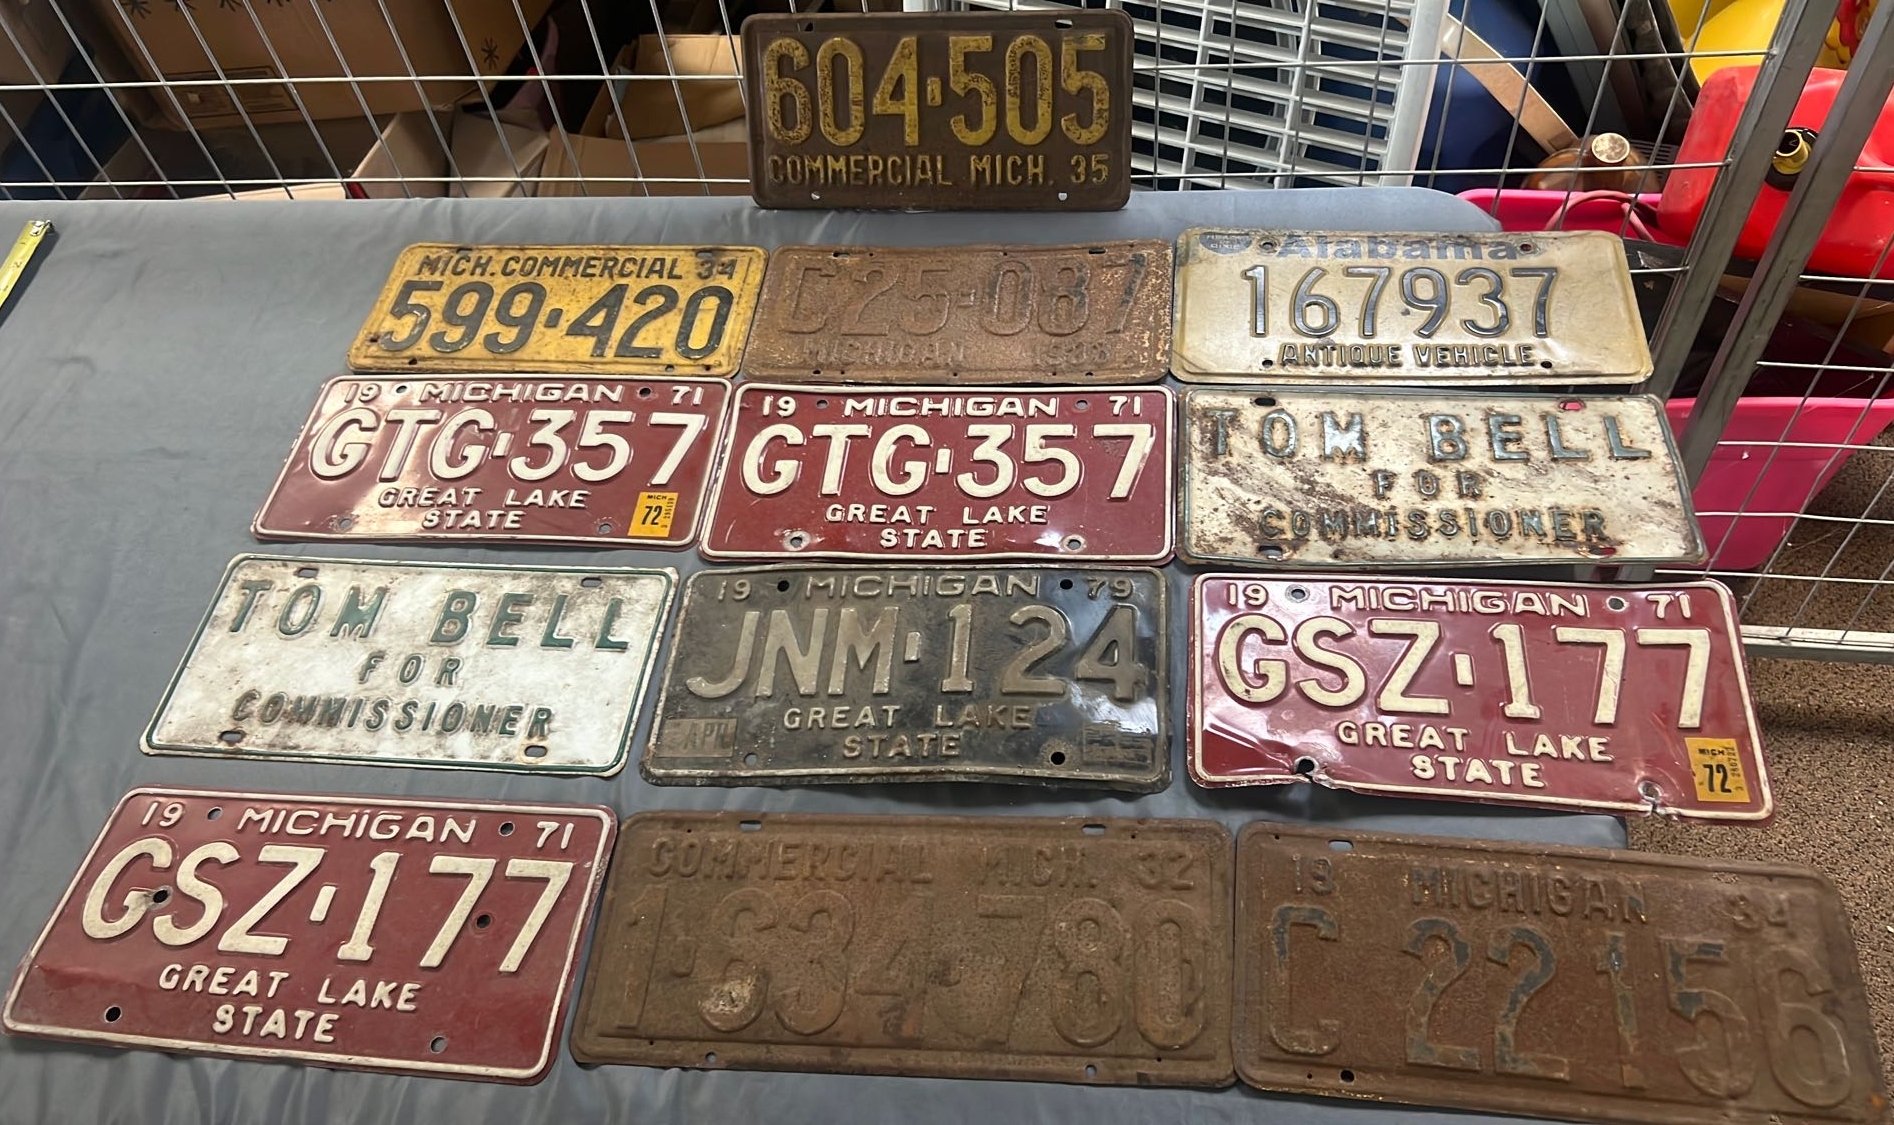 604-505
COMMERCIAL MICH. 35
MICH. COMMERCIAL 34
599-420
C25-087
MICHIGAN
Alabama
167937
ANTIQUE VEHICLE
19 MICHIGAN 71
GTG-357
GREAT LAKE
STATE
MICH
72
19 MICHIGAN 71
GTG-357
GREAT LAKE
STATE
TOM BELL
FOR
COMMISSIONER
TOM BELL
FOR
COMMISSIONER
19 MICHIGAN 79
JNM-124
GREAT LAKE
STATE
APR
19 MICHIGAN 71
GSZ-177
GREAT LAKE
STATE
MICH
72
19 MICHIGAN 71
GSZ-177
GREAT LAKE
STATE
COMMERCIAL MICH. 32
1-634-780
19 MICHIGAN 34
C 22156